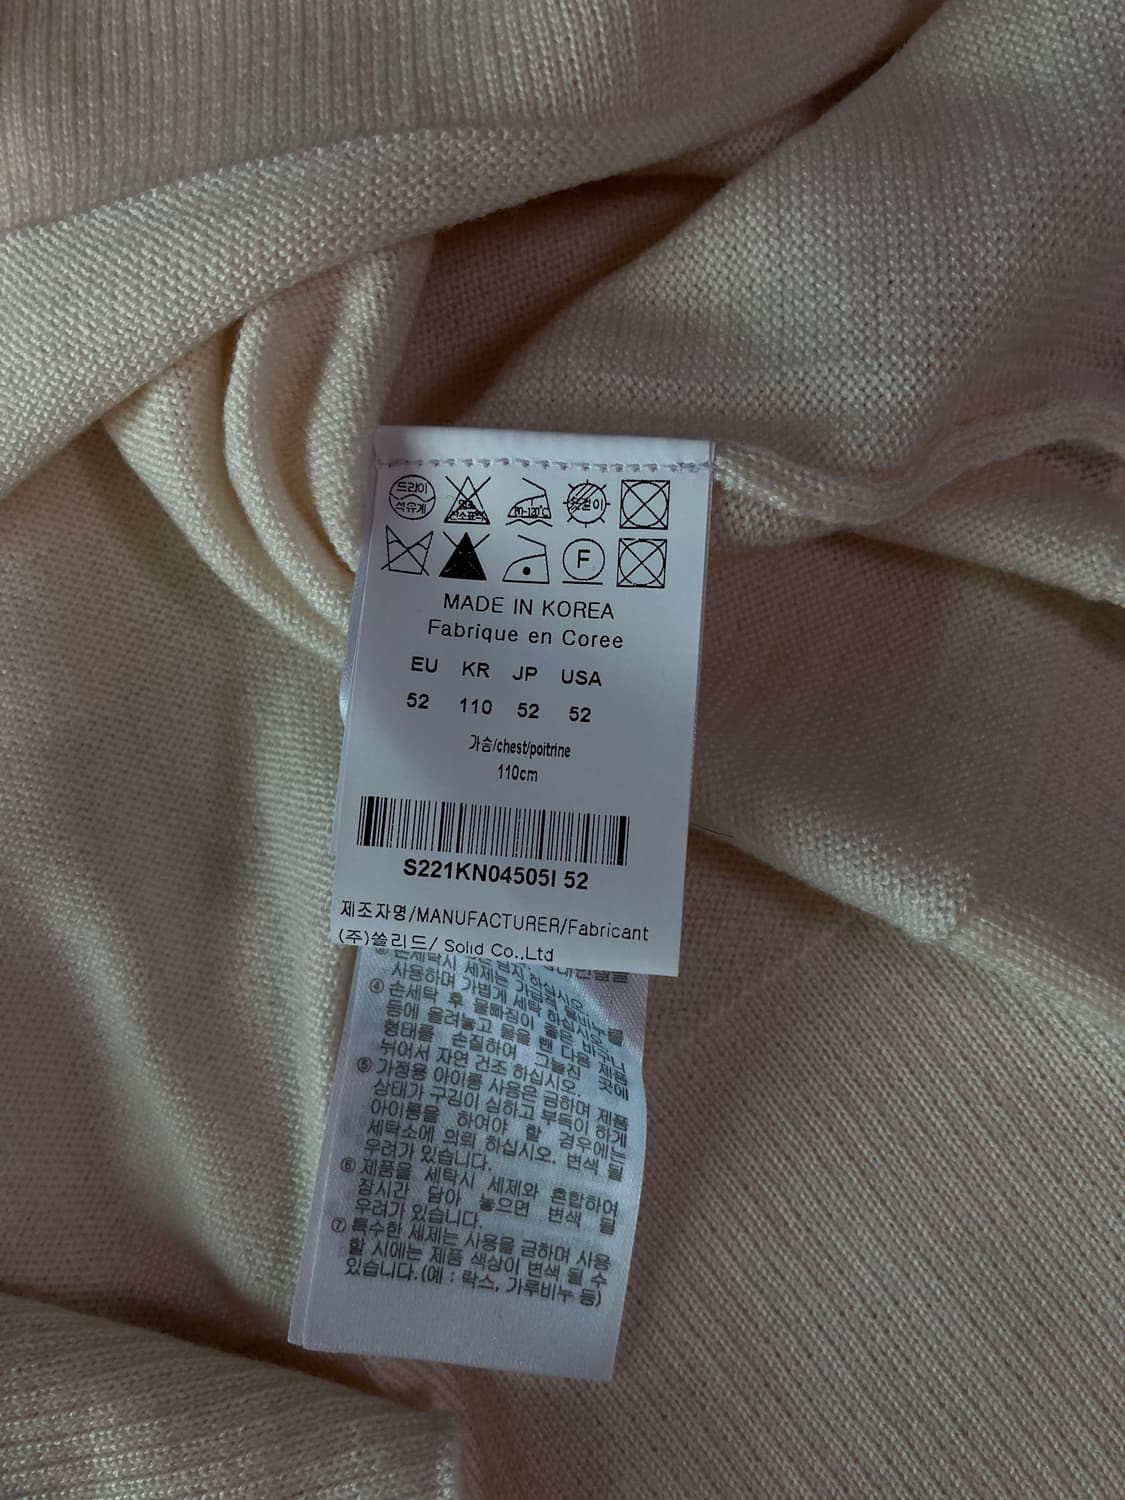 드라이
석유계
염소
산소표백
80~120℃
옷걸이
F
MADE IN KOREA
Fabrique en Coree
EU KR JP USA
52 110 52 52
가슴/chest/poitrine
110cm
S221KN04505I 52
제조자명/MANUFACTURER/Fabricant
(주)쏠리드/ Solid Co.,Ltd
사용하며 가볍게
④ 손세탁 후 물빠짐이
등에 올려놓고 물을 뺀 다음 제품
형태를 손질하여 그늘진 곳에
뉘어서 자연 건조 하십시오.
⑤ 가정용 아이롱 사용은 금하며 제품
상태가 구김이 심하고 부득이 하게
아이롱을 하여야 할 경우에는
세탁소에 의뢰 하십시오. 변색 될
우려가 있습니다.
⑥ 제품을 세탁시 세제와 혼합하여
장시간 담아 놓으면 변색 될
우려가 있습니다.
⑦ 특수한 세제는 사용을 금하며 사용
할 시에는 제품 색상이 변색 될 수
있습니다.(예 : 락스, 가루비누 등)